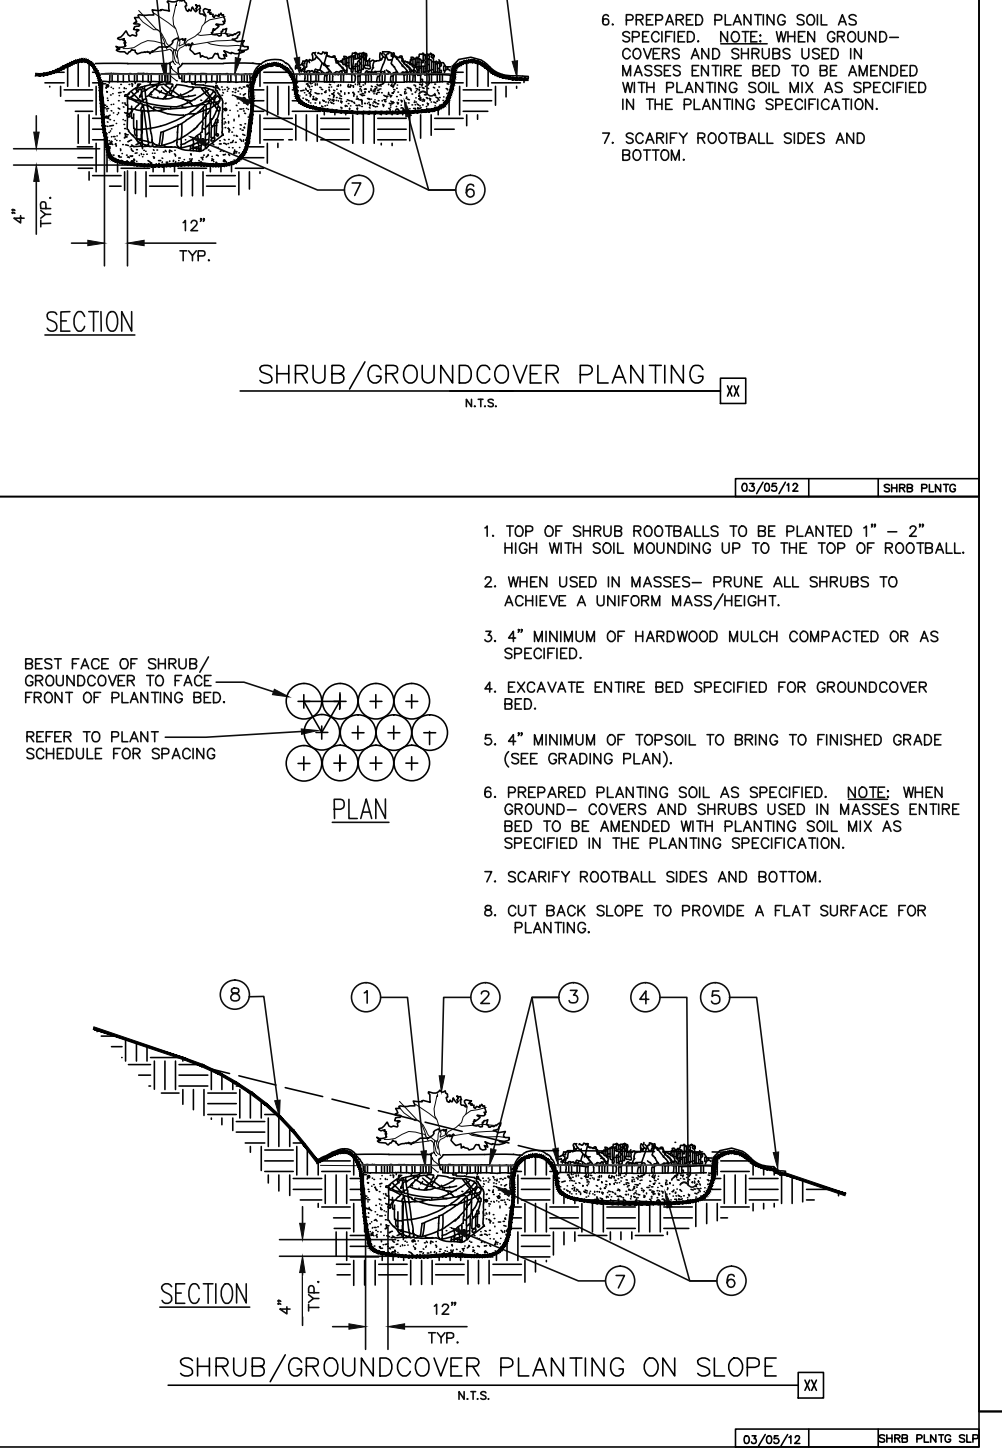 6. PREPARED PLANTING SOIL AS
SPECIFIED. NOTE: WHEN GROUND–
COVERS AND SHRUBS USED IN
MASSES ENTIRE BED TO BE AMENDED
WITH PLANTING SOIL MIX AS SPECIFIED
IN THE PLANTING SPECIFICATION.
7. SCARIFY ROOTBALL SIDES AND
BOTTOM.
7
6
4"
TYP.
12"
TYP.
SECTION
SHRUB/GROUNDCOVER PLANTING
XX
N.T.S.
03/05/12
SHRB PLNTG
1. TOP OF SHRUB ROOTBALLS TO BE PLANTED 1" – 2"
HIGH WITH SOIL MOUNDING UP TO THE TOP OF ROOTBALL.
2. WHEN USED IN MASSES– PRUNE ALL SHRUBS TO
ACHIEVE A UNIFORM MASS/HEIGHT.
3. 4" MINIMUM OF HARDWOOD MULCH COMPACTED OR AS
SPECIFIED.
4. EXCAVATE ENTIRE BED SPECIFIED FOR GROUNDCOVER
BED.
5. 4" MINIMUM OF TOPSOIL TO BRING TO FINISHED GRADE
(SEE GRADING PLAN).
6. PREPARED PLANTING SOIL AS SPECIFIED. NOTE: WHEN
GROUND– COVERS AND SHRUBS USED IN MASSES ENTIRE
BED TO BE AMENDED WITH PLANTING SOIL MIX AS
SPECIFIED IN THE PLANTING SPECIFICATION.
7. SCARIFY ROOTBALL SIDES AND BOTTOM.
8. CUT BACK SLOPE TO PROVIDE A FLAT SURFACE FOR
PLANTING.
BEST FACE OF SHRUB/
GROUNDCOVER TO FACE
FRONT OF PLANTING BED.
REFER TO PLANT
SCHEDULE FOR SPACING
PLAN
8
1
2
3
4
5
7
6
SECTION
4"
TYP.
12"
TYP.
SHRUB/GROUNDCOVER PLANTING ON SLOPE
XX
N.T.S.
03/05/12
SHRB PLNTG SLP